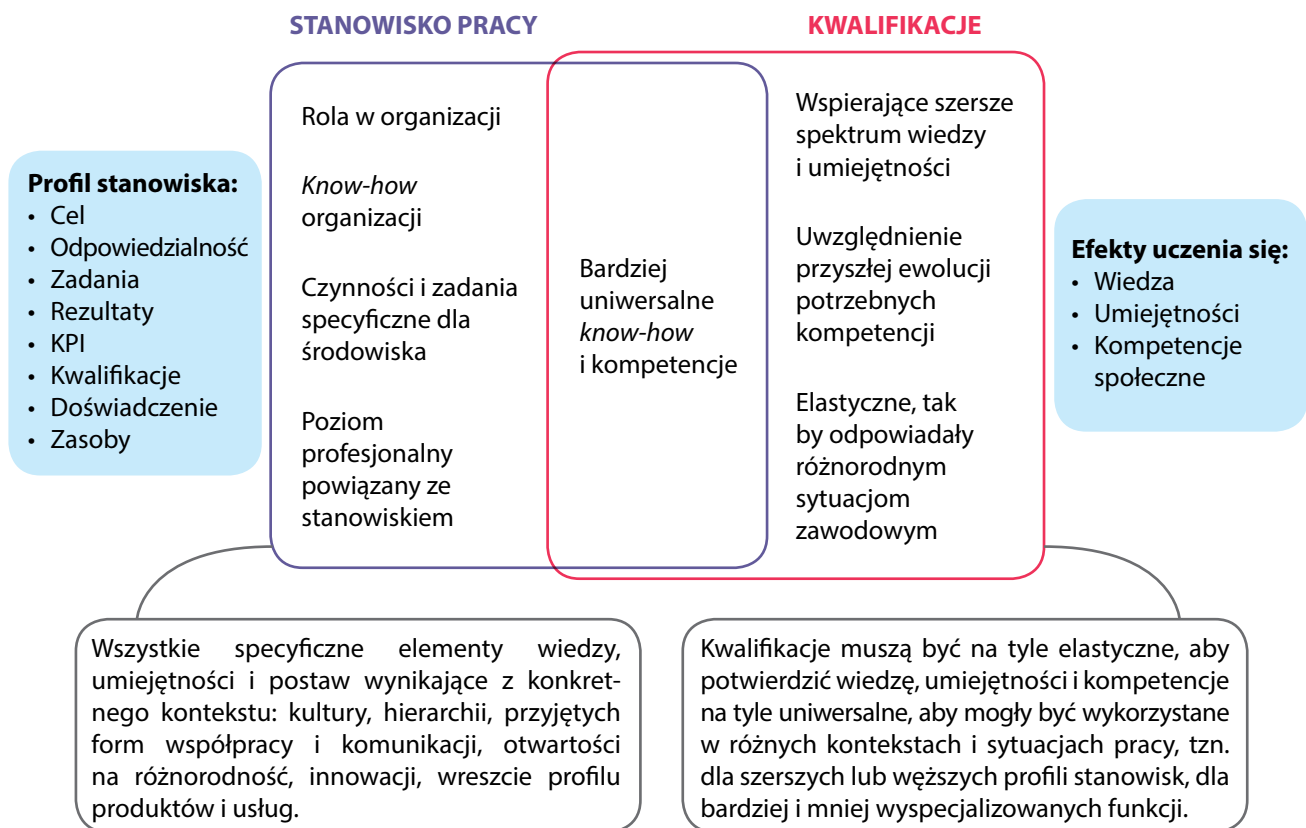 STANOWISKO PRACY
KWALIFIKACJE
Profil stanowiska:
• Cel
• Odpowiedzialność
• Zadania
• Rezultaty
• KPI
• Kwalifikacje
• Doświadczenie
• Zasoby
Rola w organizacji
Know-how
organizacji
Czynności i zadania
specyficzne dla
środowiska
Poziom
profesjonalny
powiązany ze
stanowiskiem
Bardziej
uniwersalne
know-how
i kompetencje
Wspierające szersze
spektrum wiedzy
i umiejętności
Uwzględnienie
przyszłej ewolucji
potrzebnych
kompetencji
Elastyczne, tak
by odpowiadały
różnorodnym
sytuacjom
zawodowym
Efekty uczenia się:
• Wiedza
• Umiejętności
• Kompetencje
społeczne
Wszystkie specyficzne elementy wiedzy,
umiejętności i postaw wynikające z konkret-
nego kontekstu: kultury, hierarchii, przyjętych
form współpracy i komunikacji, otwartości
na różnorodność, innowacji, wreszcie profilu
produktów i usług.
Kwalifikacje muszą być na tyle elastyczne, aby
potwierdzić wiedzę, umiejętności i kompetencje
na tyle uniwersalne, aby mogły być wykorzystane
w różnych kontekstach i sytuacjach pracy, tzn.
dla szerszych lub węższych profili stanowisk, dla
bardziej i mniej wyspecjalizowanych funkcji.